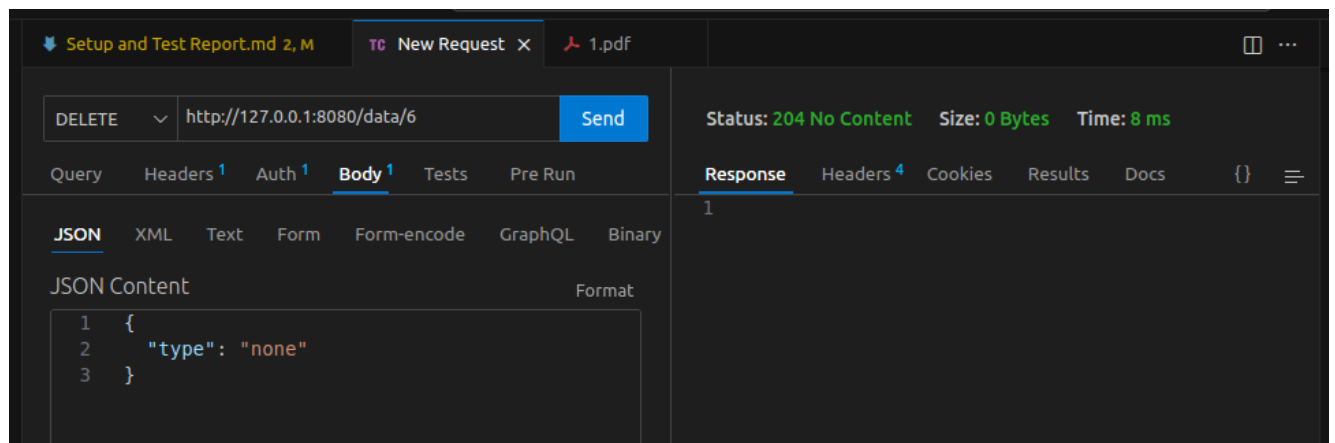 Setup and Test Report.md 2, M TC New Request × 1.pdf ...
DELETE http://127.0.0.1:8080/data/6 Send
Status: 204 No Content Size: 0 Bytes Time: 8 ms
Query Headers 1 Auth 1 Body 1 Tests Pre Run
Response Headers 4 Cookies Results Docs {}
1
JSON XML Text Form Form-encode GraphQL Binary
JSON Content Format
1 {
2 "type": "none"
3 }